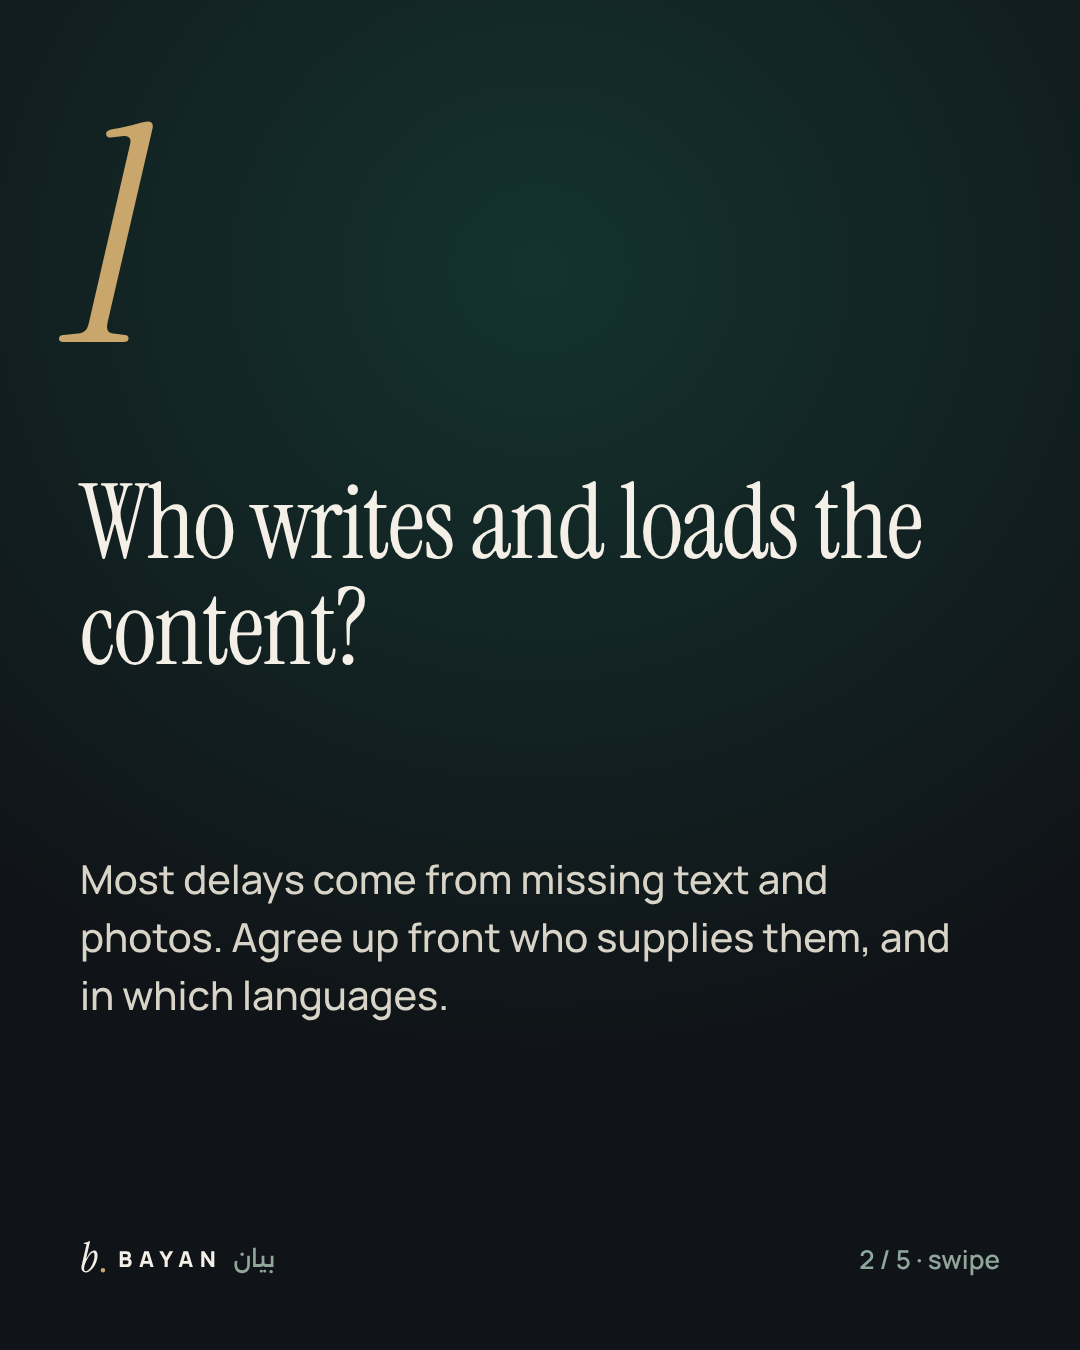 1
Who writes and loads the
content?
Most delays come from missing text and
photos. Agree up front who supplies them, and
in which languages.
b. BAYAN بيان
2 / 5 · swipe